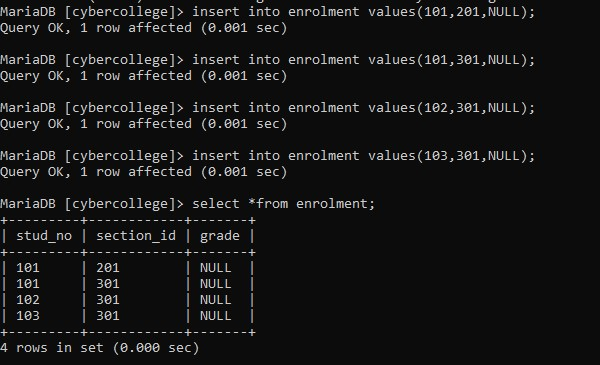 MariaDB [cybercollege]> insert into enrolment values(101,201,NULL);
Query OK, 1 row affected (0.001 sec)
MariaDB [cybercollege]> insert into enrolment values(101,301,NULL);
Query OK, 1 row affected (0.001 sec)
MariaDB [cybercollege]> insert into enrolment values(102,301,NULL);
Query OK, 1 row affected (0.001 sec)
MariaDB [cybercollege]> insert into enrolment values(103,301,NULL);
Query OK, 1 row affected (0.001 sec)
MariaDB [cybercollege]> select *from enrolment;
+---------+------------+-------+
| stud_no | section_id | grade |
+---------+------------+-------+
| 101     | 201        | NULL  |
| 101     | 301        | NULL  |
| 102     | 301        | NULL  |
| 103     | 301        | NULL  |
+---------+------------+-------+
4 rows in set (0.000 sec)